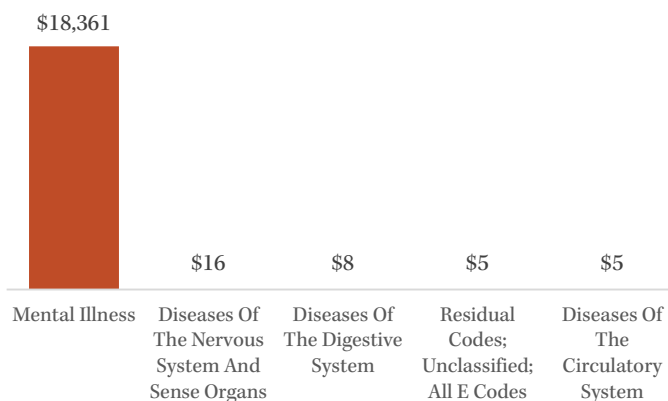 $18,361
$16
$8
$5
$5
Mental Illness
Diseases Of
The Nervous
System And
Sense Organs
Diseases Of
The Digestive
System
Residual
Codes;
Unclassified;
All E Codes
Diseases Of
The
Circulatory
System